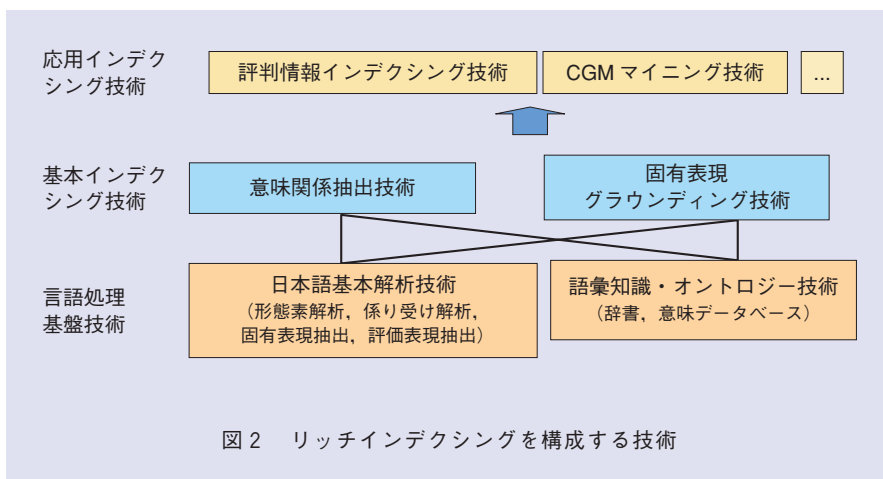 応用インデク
シング技術
評判情報インデクシング技術
CGM マイニング技術
...
基本インデク
シング技術
意味関係抽出技術
固有表現
グラウンディング技術
言語処理
基盤技術
日本語基本解析技術
（形態素解析，係り受け解析，
固有表現抽出，評価表現抽出）
語彙知識・オントロジー技術
（辞書，意味データベース）
図 2　リッチインデクシングを構成する技術